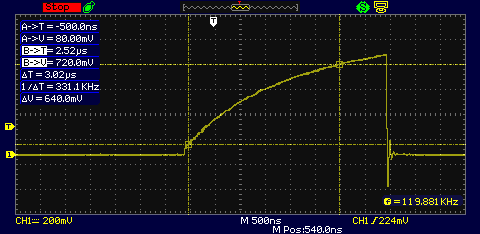 Stop
T
A->T = -500.0ns
A->V = 80.00mV
B->T = 2.52µs
B->V = 720.0mV
ΔT = 3.02µs
1/ΔT = 331.1KHz
ΔV = 640.0mV
T
1
f = 119.881KHz
CH1 200mV
M 500ns
CH1 224mV
M Pos:540.0ns